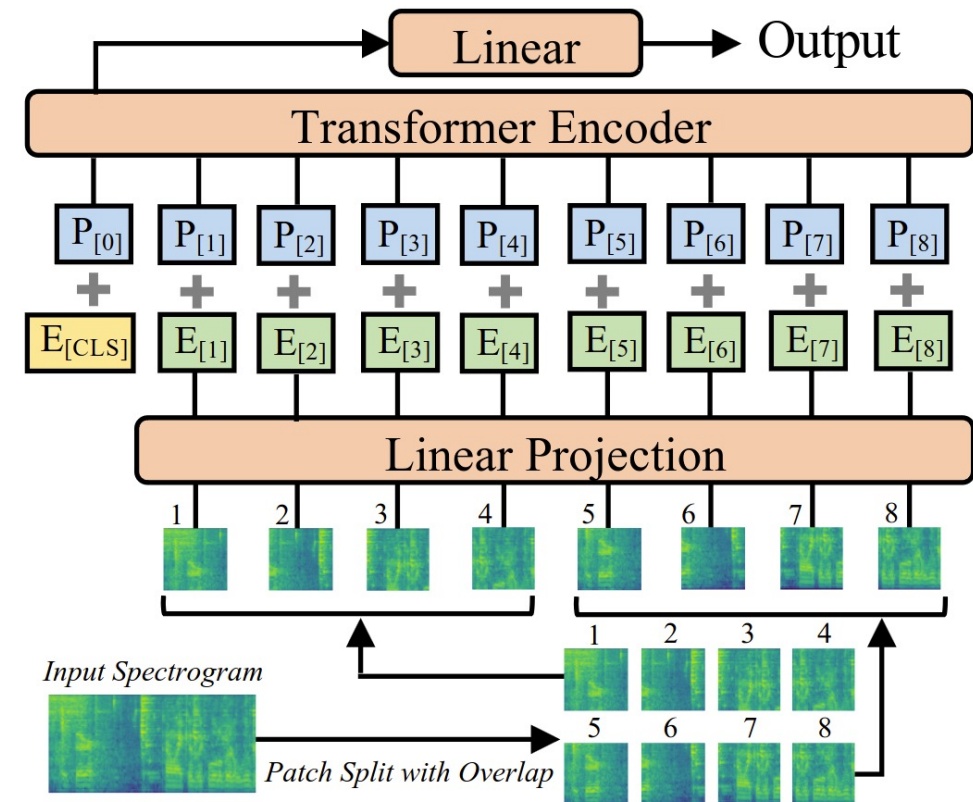 Linear
Output
Transformer Encoder
P[0] P[1] P[2] P[3] P[4] P[5] P[6] P[7] P[8]
+ + + + + + + + +
E[CLS] E[1] E[2] E[3] E[4] E[5] E[6] E[7] E[8]
Linear Projection
1 2 3 4 5 6 7 8
1 2 3 4
Input Spectrogram
5 6 7 8
Patch Split with Overlap